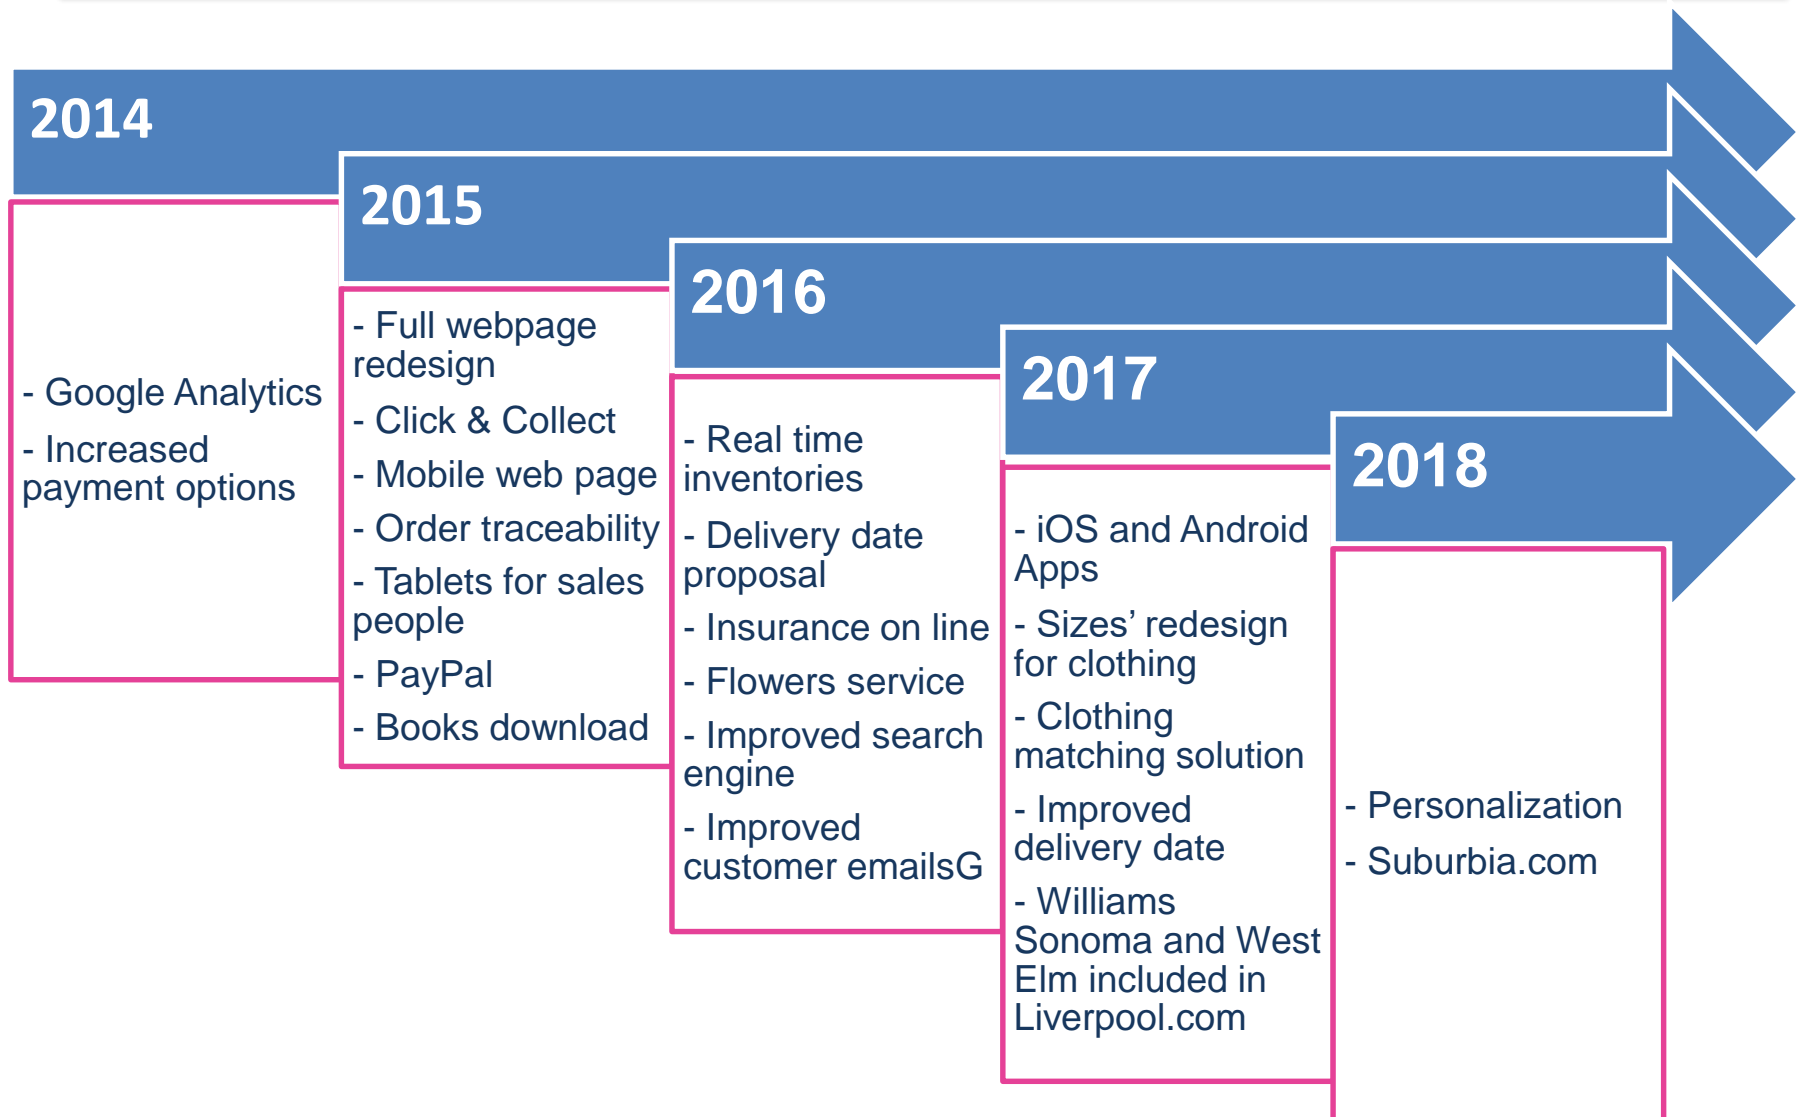 2014
- Google Analytics
- Increased
payment options
2015
- Full webpage
redesign
- Click & Collect
- Mobile web page
- Order traceability
- Tablets for sales
people
- PayPal
- Books download
2016
- Real time
inventories
- Delivery date
proposal
- Insurance on line
- Flowers service
- Improved search
engine
- Improved
customer emailsG
2017
- iOS and Android
Apps
- Sizes’ redesign
for clothing
- Clothing
matching solution
- Improved
delivery date
- Williams
Sonoma and West
Elm included in
Liverpool.com
2018
- Personalization
- Suburbia.com